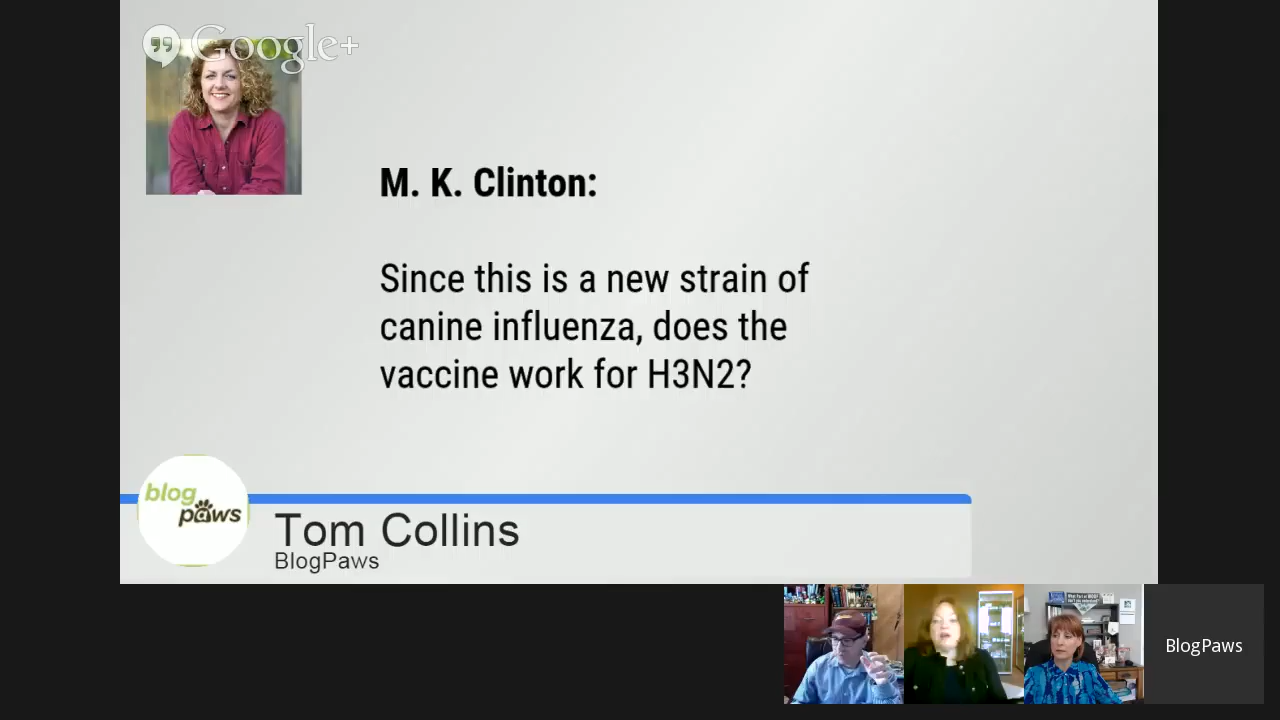 Google+
M. K. Clinton:
Since this is a new strain of
canine influenza, does the
vaccine work for H3N2?
blog
paws
Tom Collins
BlogPaws
BlogPaws